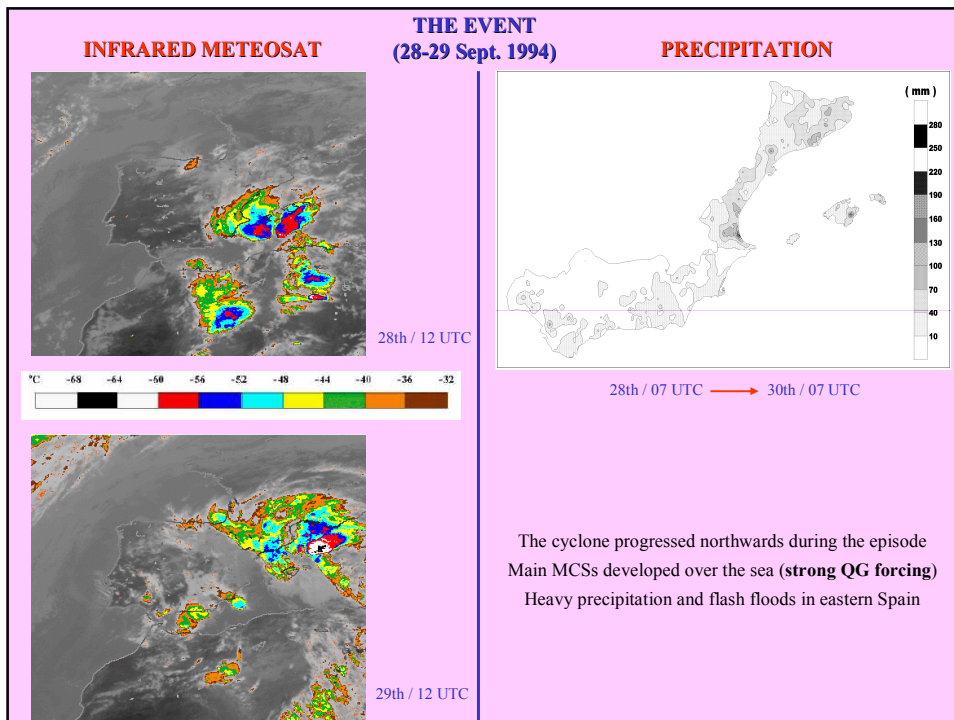 THE EVENT
(28-29 Sept. 1994)
INFRARED METEOSAT
PRECIPITATION
28th / 12 UTC
°C -68 -64 -60 -56 -52 -48 -44 -40 -36 -32
29th / 12 UTC
( mm )
280
250
220
190
160
130
100
70
40
10
28th / 07 UTC 30th / 07 UTC
The cyclone progressed northwards during the episode
Main MCSs developed over the sea (strong QG forcing)
Heavy precipitation and flash floods in eastern Spain